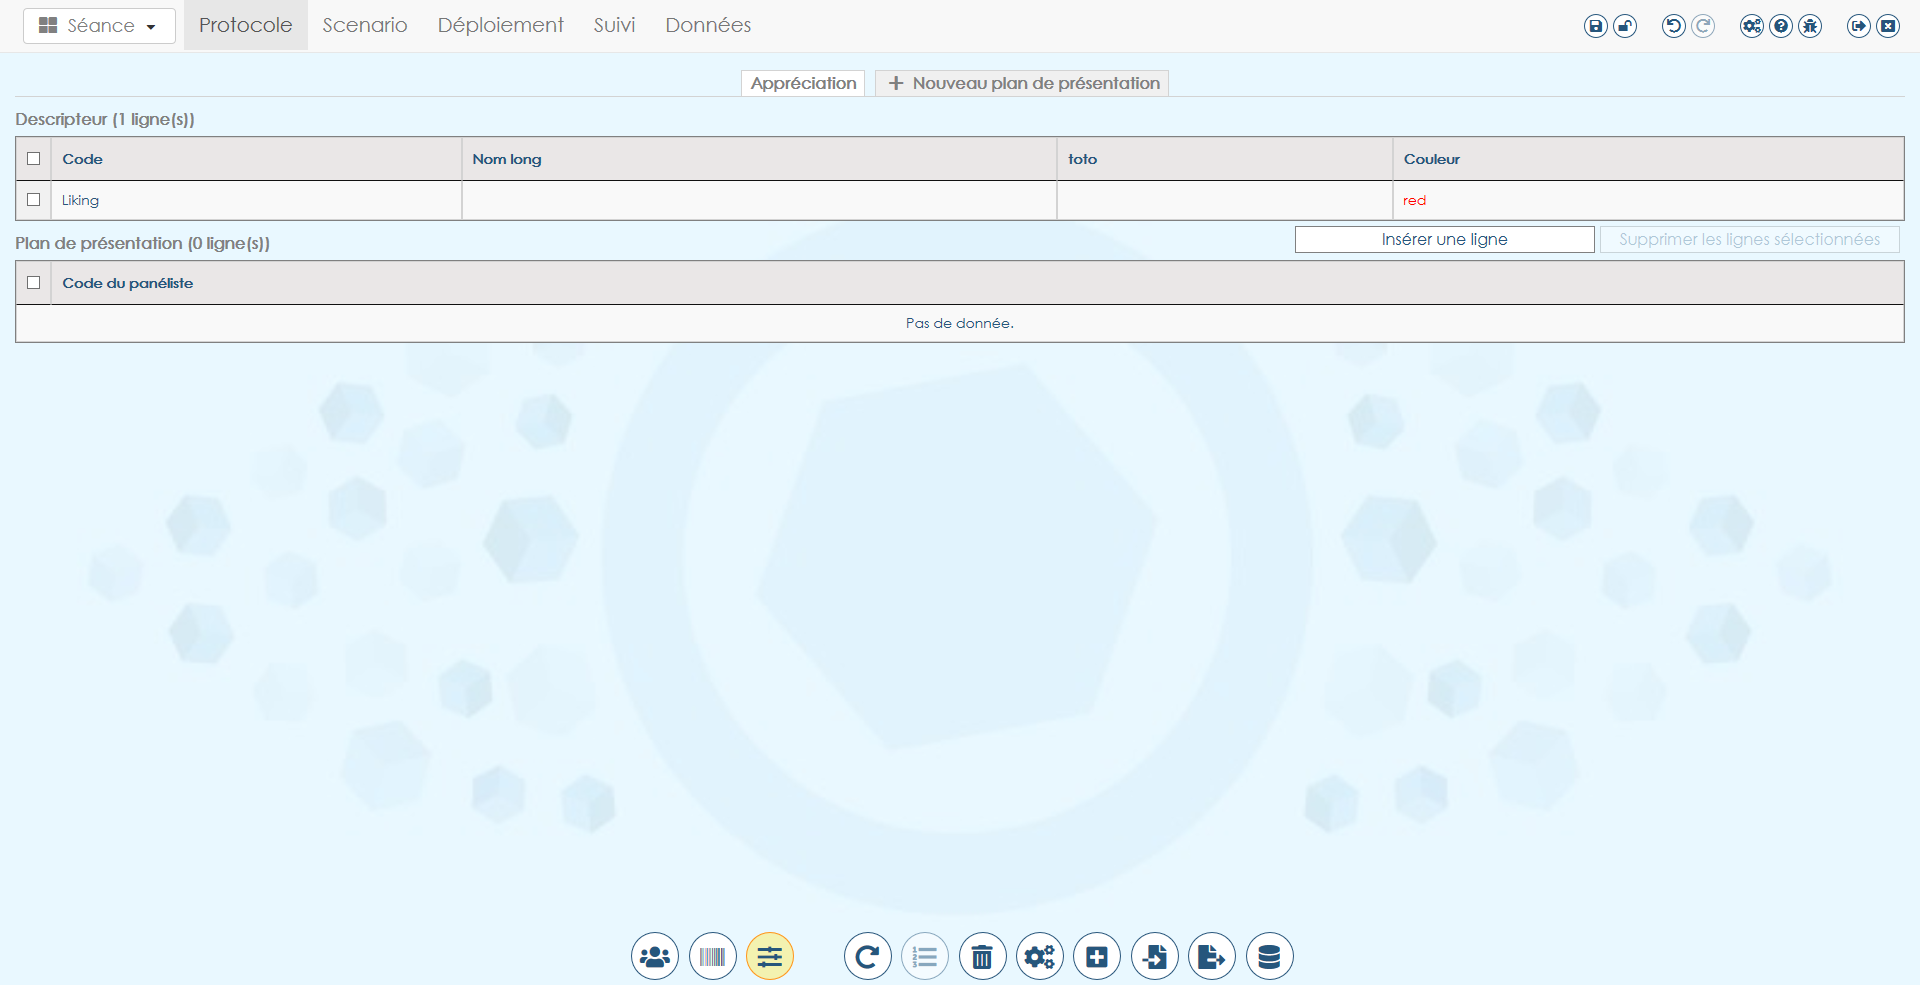 Séance
Protocole
Scenario
Déploiement
Suivi
Données
Appréciation
Nouveau plan de présentation
Descripteur (1 ligne(s))
Code
Nom long
toto
Couleur
Liking
red
Plan de présentation (0 ligne(s))
Insérer une ligne
Supprimer les lignes sélectionnées
Code du panéliste
Pas de donnée.